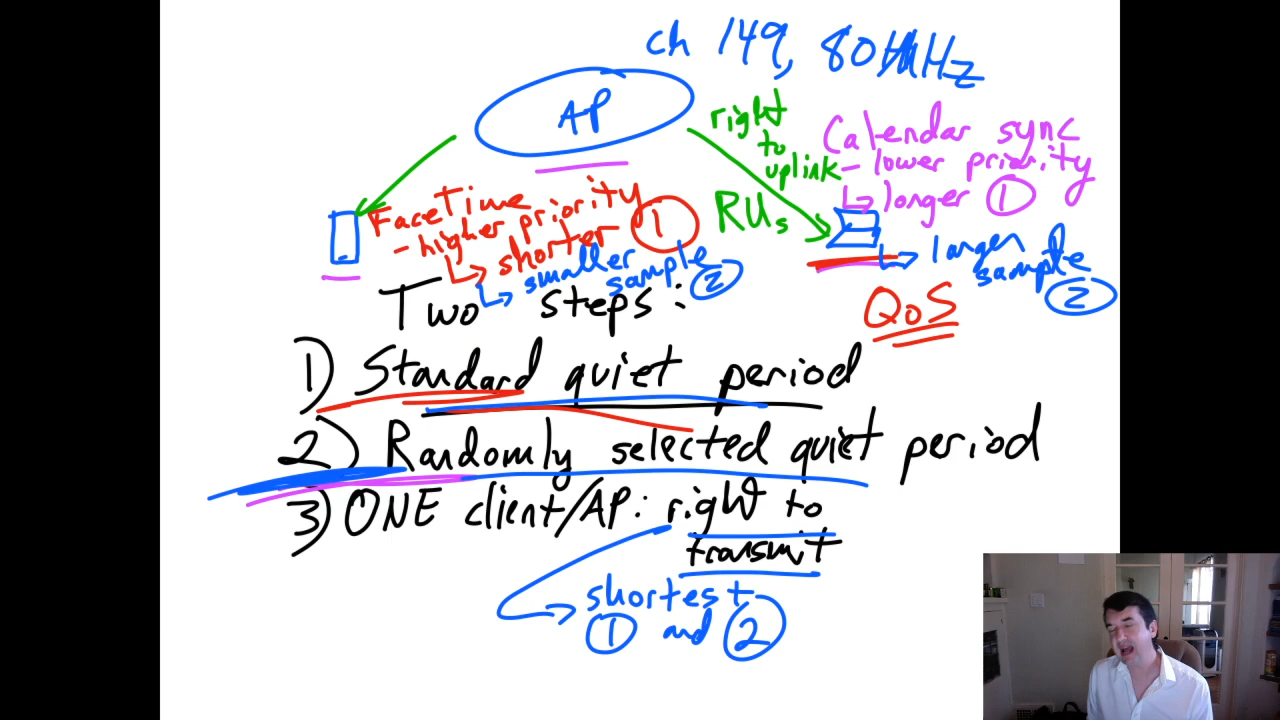 ch 149, 80MHz
AP
right
to
uplink
RUs
Calendar sync
- lower priority
↳ longer ①
↳ larger
sample
②
FaceTime
- higher priority
↳ shorter ①
↳ smaller
sample ②
QoS
Two steps:
1) Standard quiet period
2) Randomly selected quiet period
3) ONE client/AP: right to
transmit
shortest
① and ②